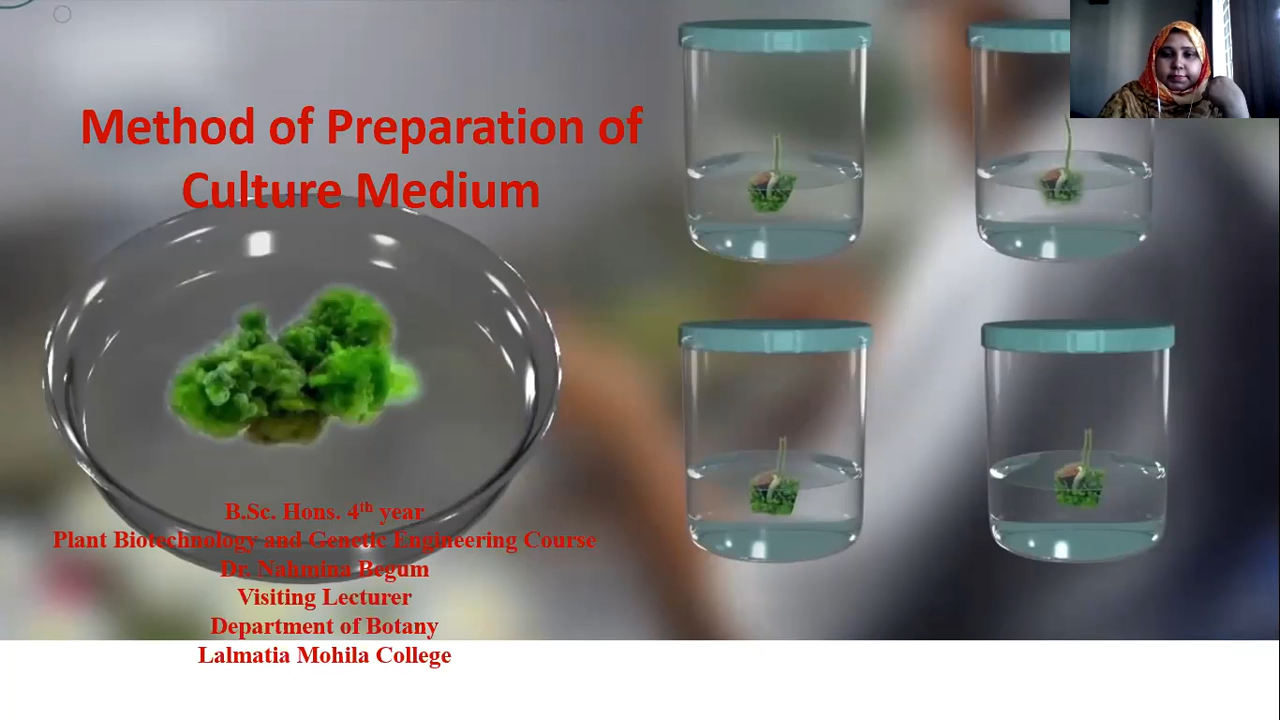 Method of Preparation of
Culture Medium
B.Sc. Hons. 4th year
Plant Biotechnology and Genetic Engineering Course
Dr. Nahmina Begum
Visiting Lecturer
Department of Botany
Lalmatia Mohila College